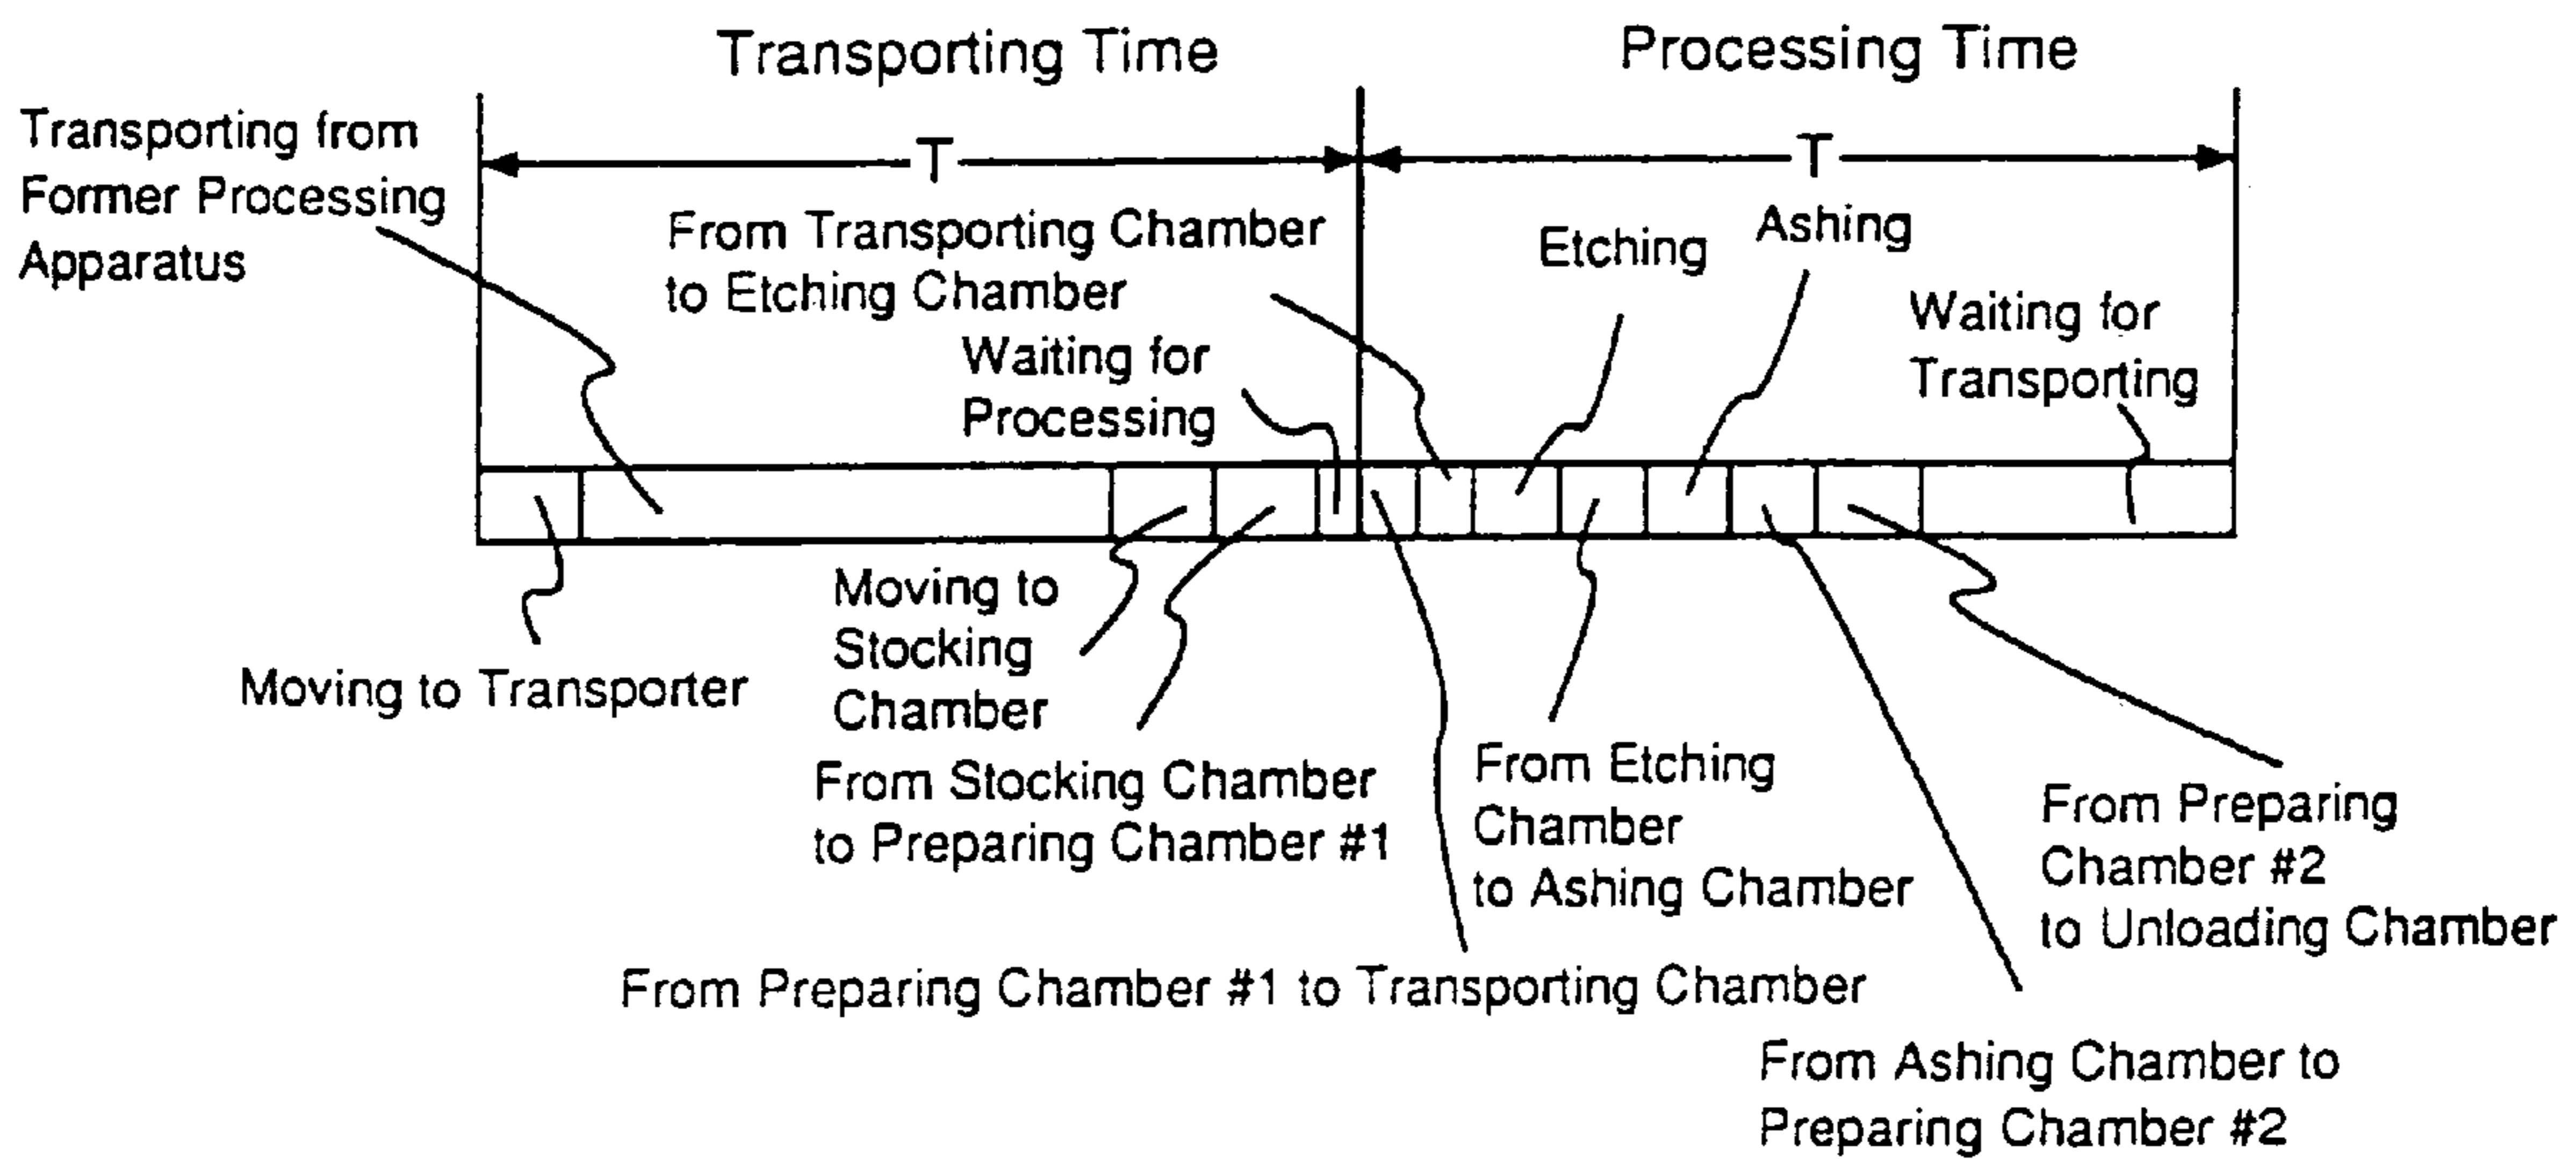 Transporting Time
Processing Time
Transporting from
Former Processing
Apparatus
T
T
From Transporting Chamber
to Etching Chamber
Etching
Ashing
Waiting for
Processing
Waiting for
Transporting
Moving to Transporter
Moving to
Stocking
Chamber
From Stocking Chamber
to Preparing Chamber #1
From Etching
Chamber
to Ashing Chamber
From Preparing
Chamber #2
to Unloading Chamber
From Preparing Chamber #1 to Transporting Chamber
From Ashing Chamber to
Preparing Chamber #2